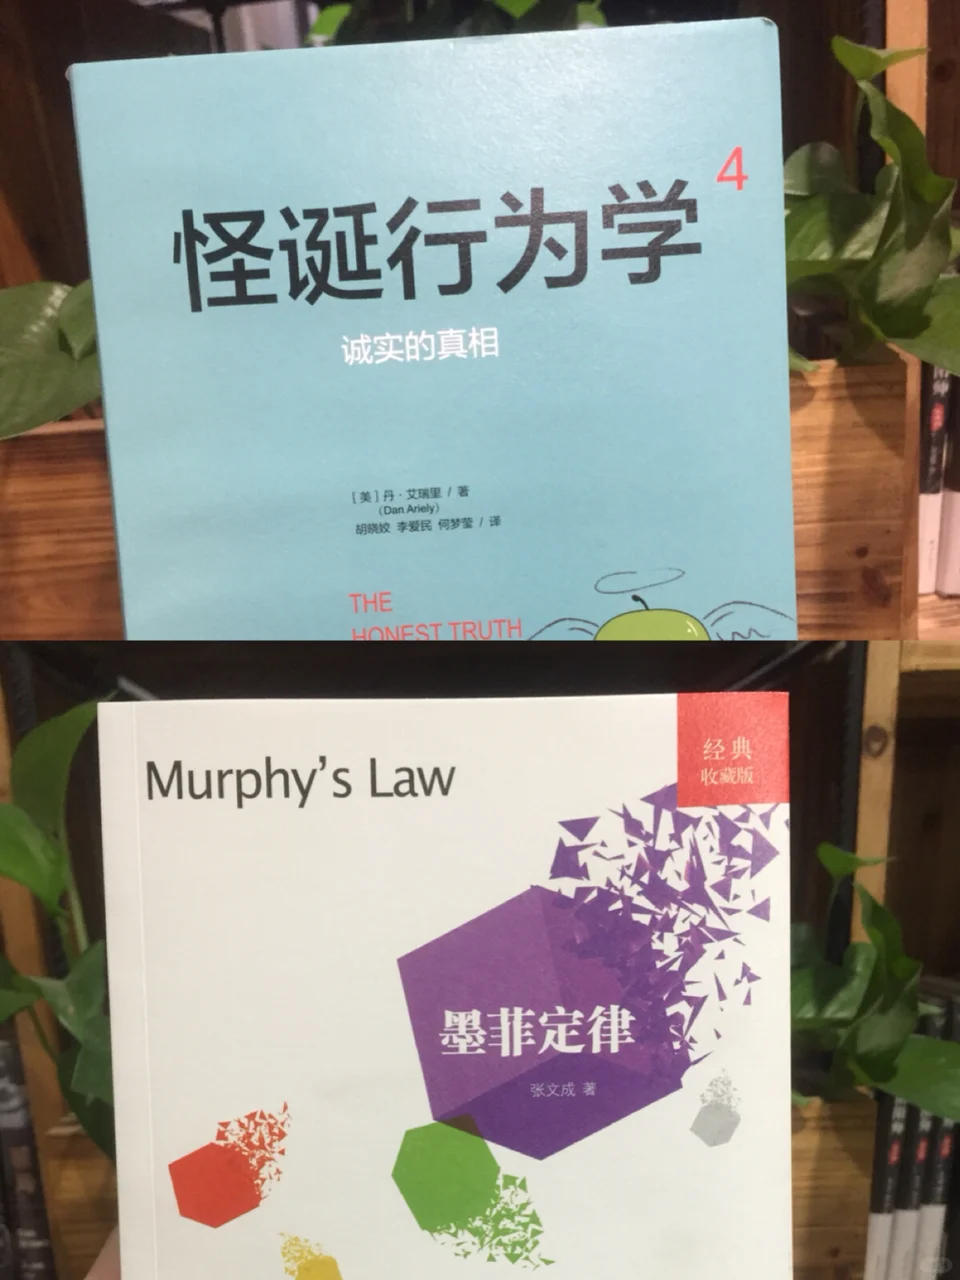 4
怪诞行为学
诚实的真相
[美]丹·艾瑞里 / 著
(Dan Ariely)
胡晓姣 李爱民 何梦莹 / 译
THE
HONEST TRUTH
Murphy's Law
经典
收藏版
墨菲定律
张文成 著